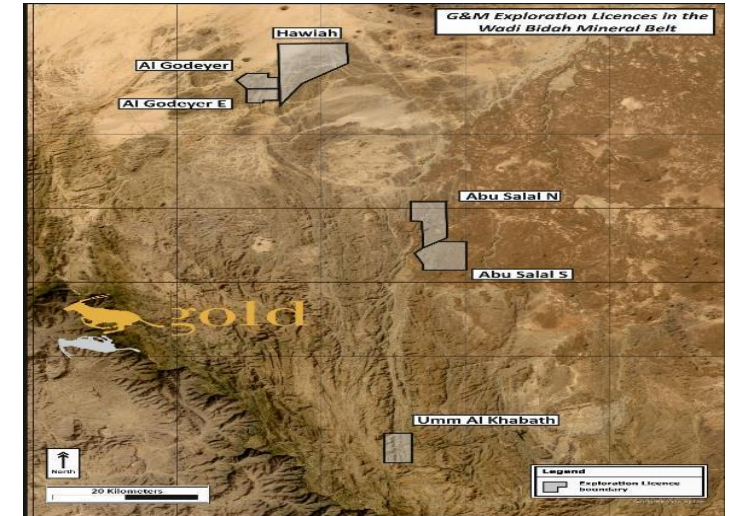 G&M Exploration Licences in the
Wadi Bidah Mineral Belt
Hawiah
Al Godeyer
Al Godeyer E
Abu Salal N
Abu Salal S
gold
Umm Al Khabath
North
20 Kilometers
Legend
Exploration Licence
boundary